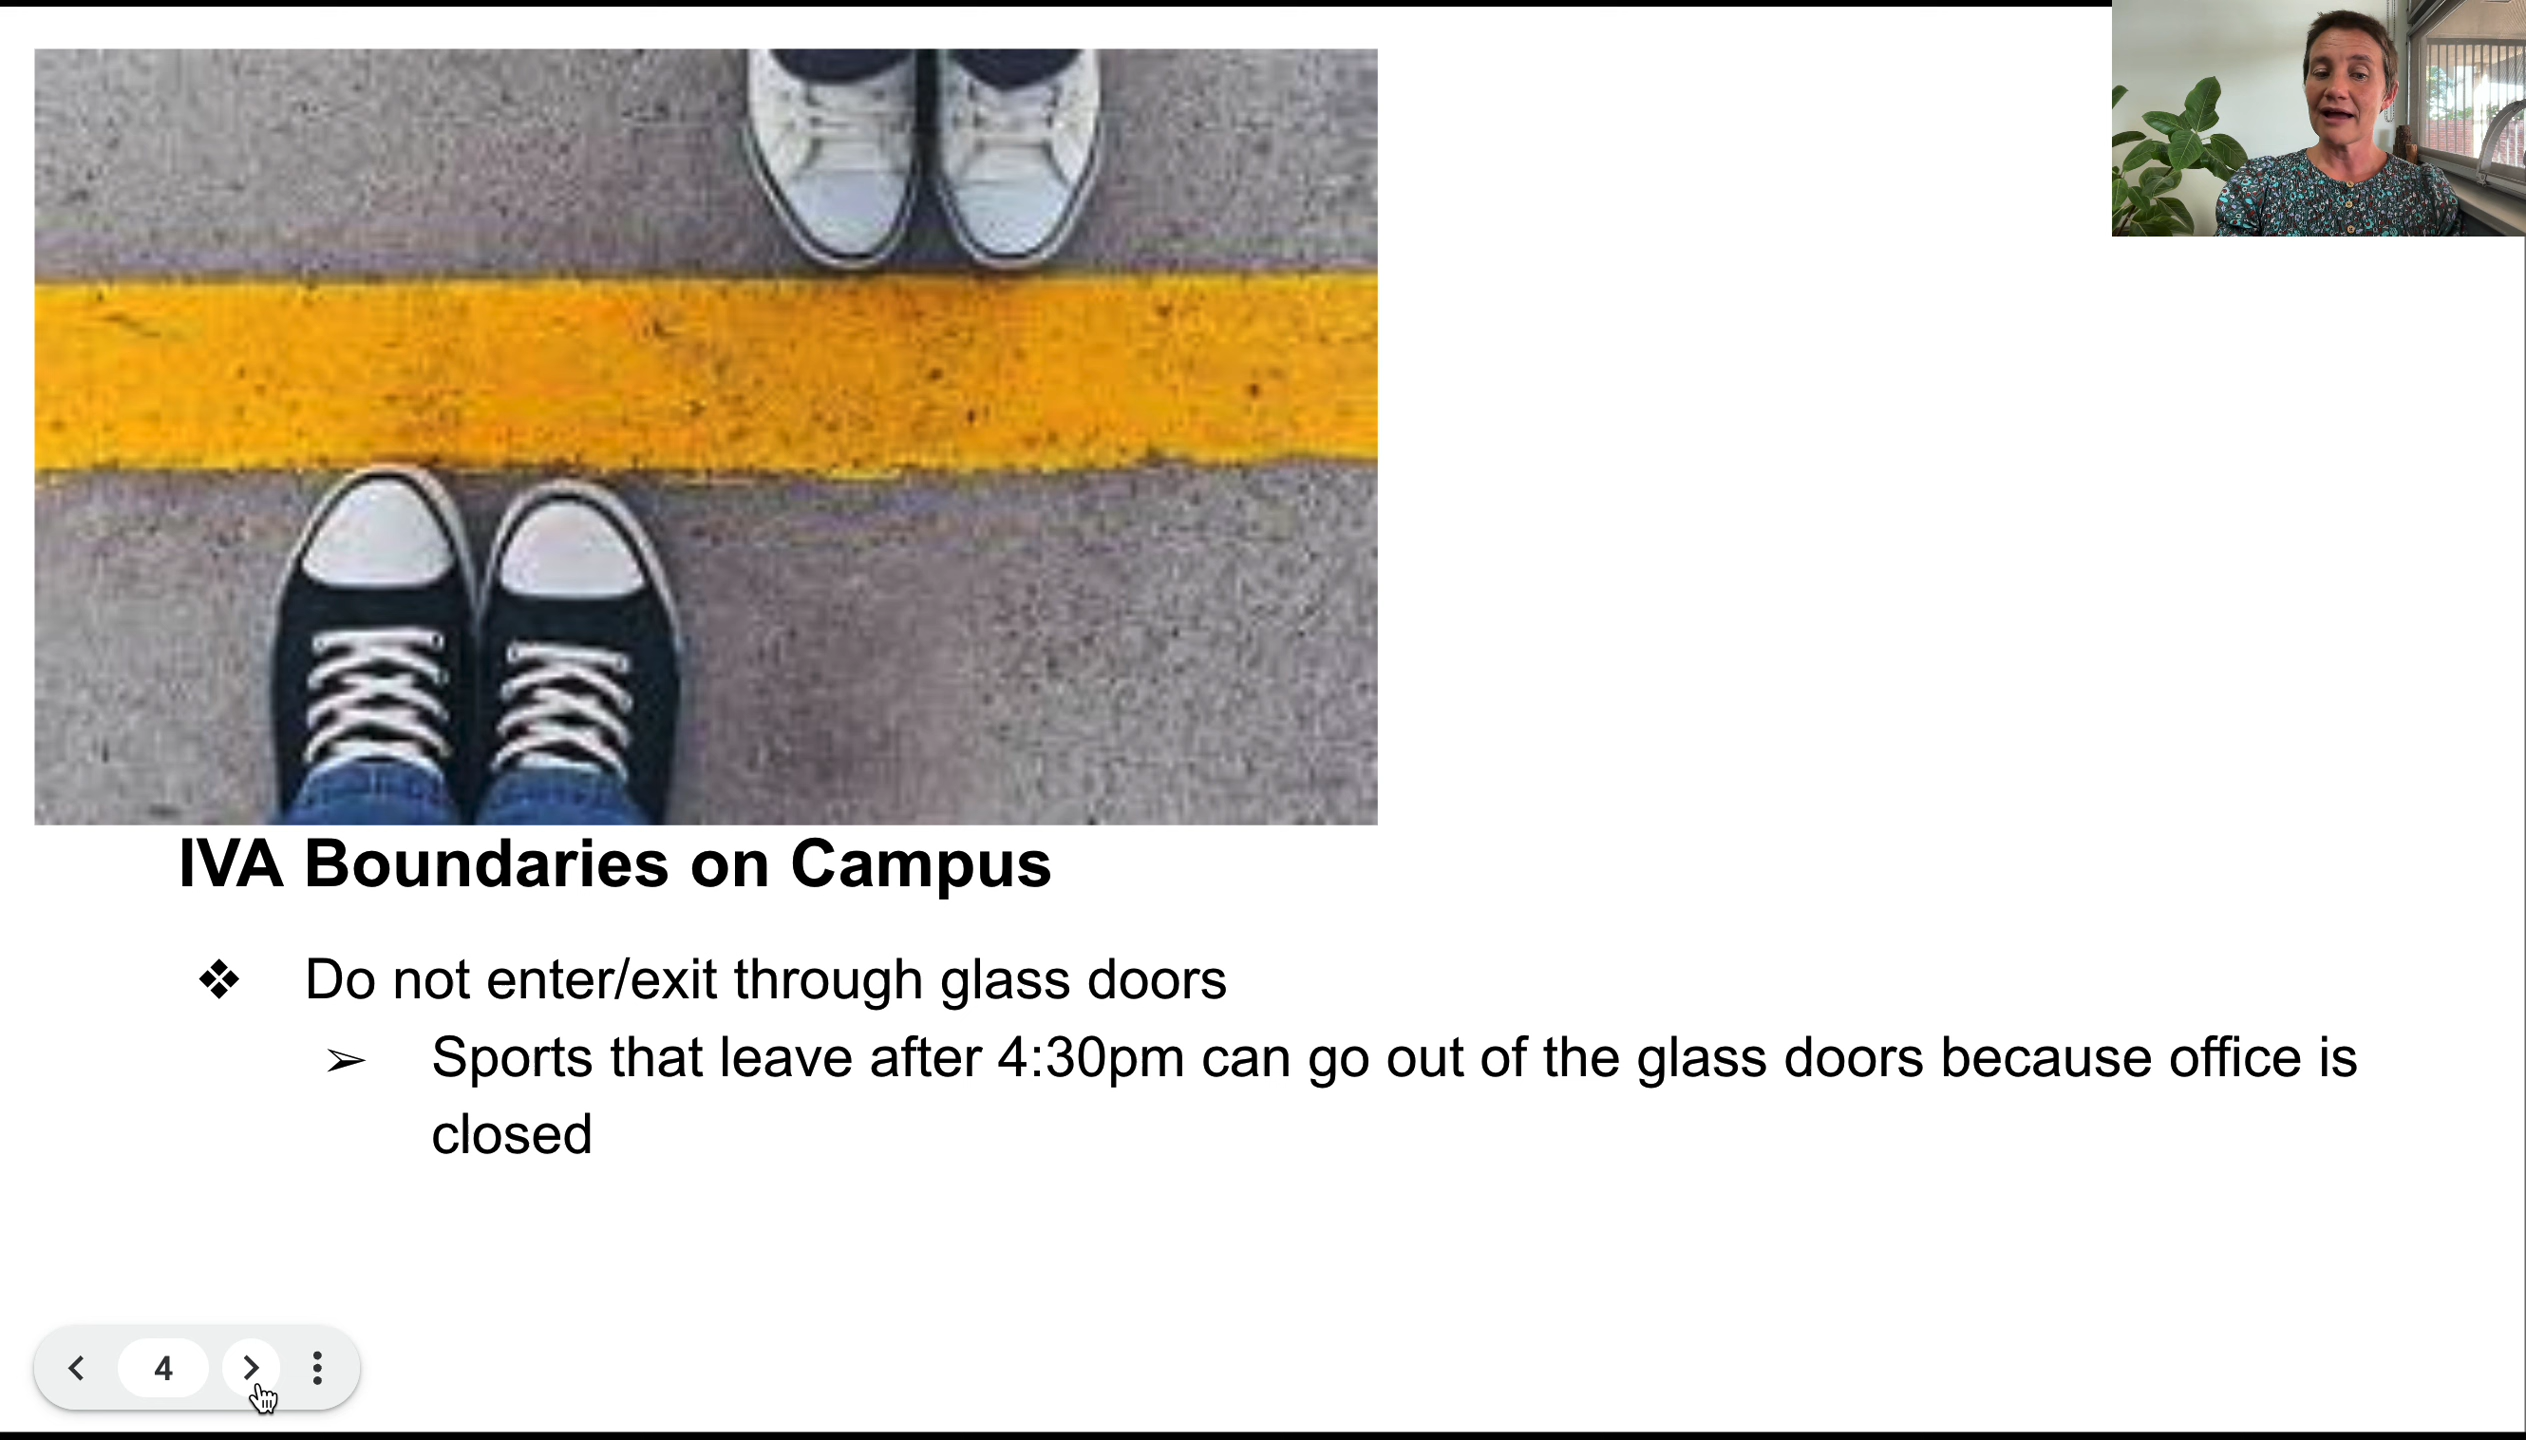 IVA Boundaries on Campus
❖ Do not enter/exit through glass doors
➢ Sports that leave after 4:30pm can go out of the glass doors because office is
closed
4